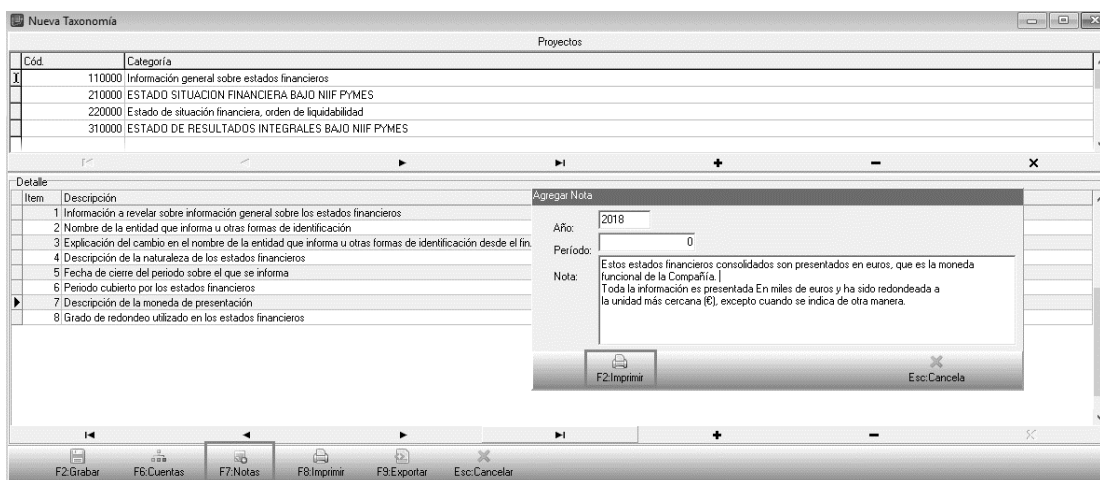 Nueva Taxonomía
Proyectos
Cód. Categoría
110000 Información general sobre estados financieros
210000 ESTADO SITUACION FINANCIERA BAJO NIIF PYMES
220000 Estado de situación financiera, orden de liquidabilidad
310000 ESTADO DE RESULTADOS INTEGRALES BAJO NIIF PYMES
Detalle
Item Descripción
1 Información a revelar sobre información general sobre los estados financieros
2 Nombre de la entidad que informa u otras formas de identificación
3 Explicación del cambio en el nombre de la entidad que informa u otras formas de identificación desde el fin.
4 Descripción de la naturaleza de los estados financieros
5 Fecha de cierre del periodo sobre el que se informa
6 Periodo cubierto por los estados financieros
7 Descripción de la moneda de presentación
8 Grado de redondeo utilizado en los estados financieros
Agregar Nota
Año: 2018
Período: 0
Nota: Estos estados financieros consolidados son presentados en euros, que es la moneda
funcional de la Compañía.
Toda la información es presentada En miles de euros y ha sido redondeada a
la unidad más cercana (€), excepto cuando se indica de otra manera.
F2:Imprimir Esc:Cancela
F2:Grabar F6:Cuentas F7:Notas F8:Imprimir F9:Exportar Esc:Cancelar